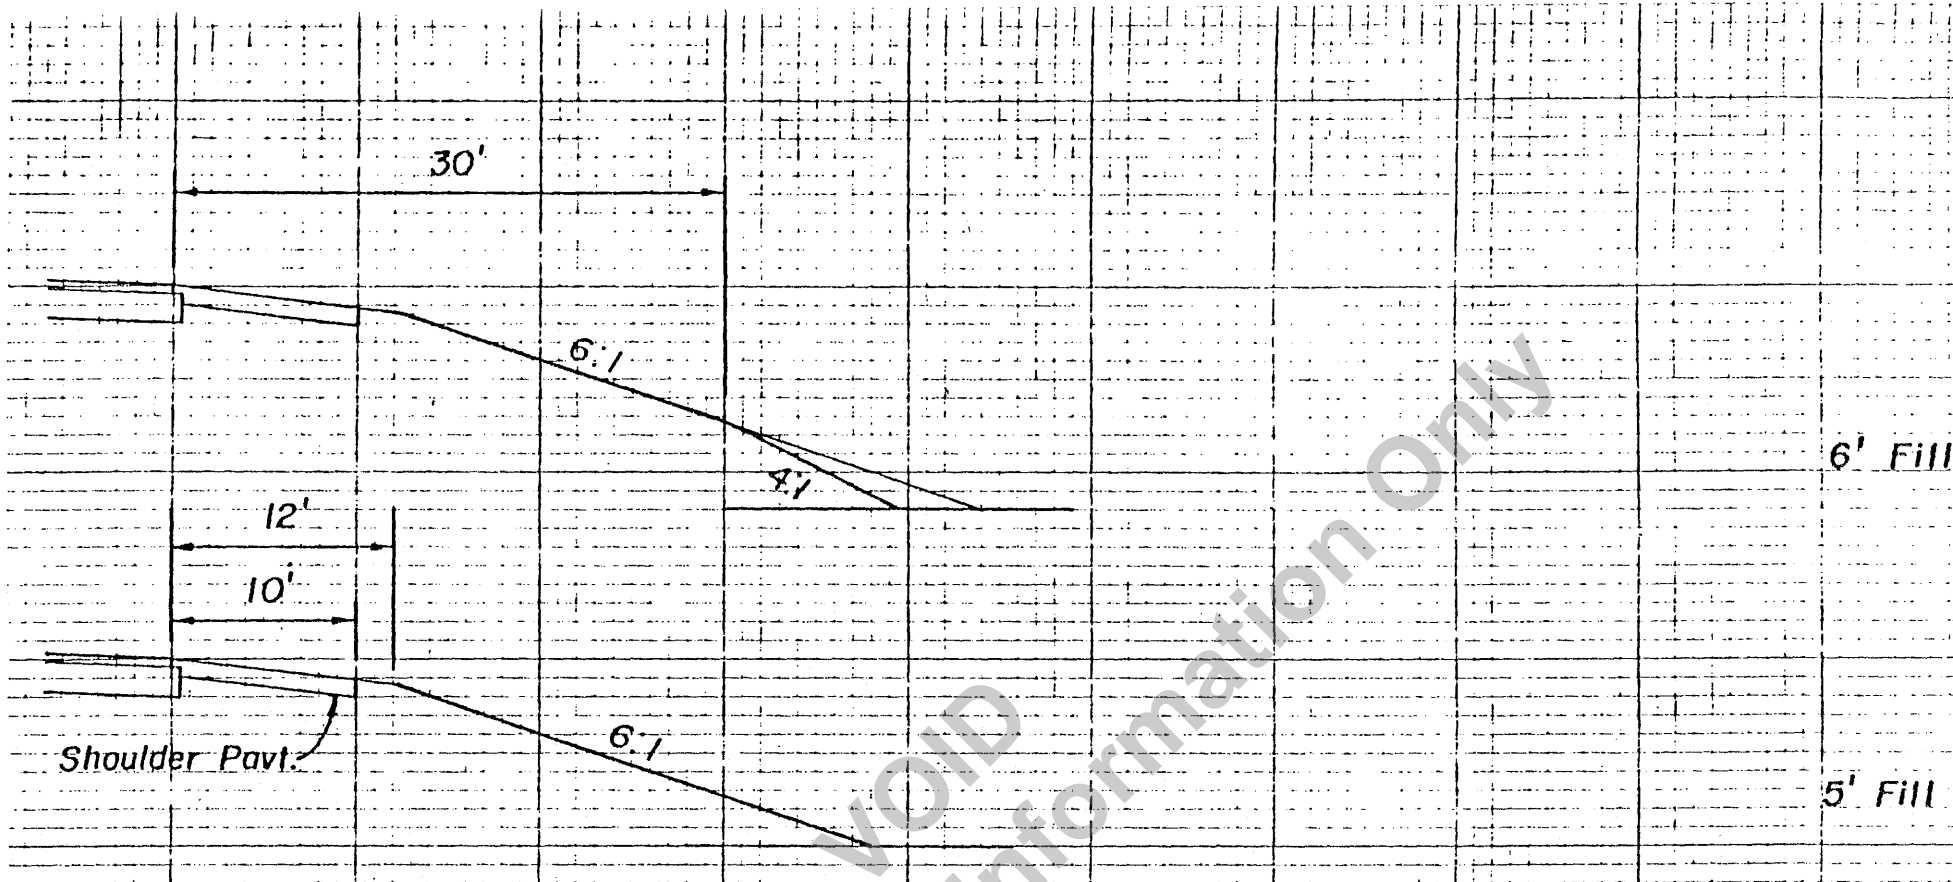 30'
6:1
4:1
6' Fill
12'
10'
Shoulder Pavt.
6:1
5' Fill
VOID
Information Only